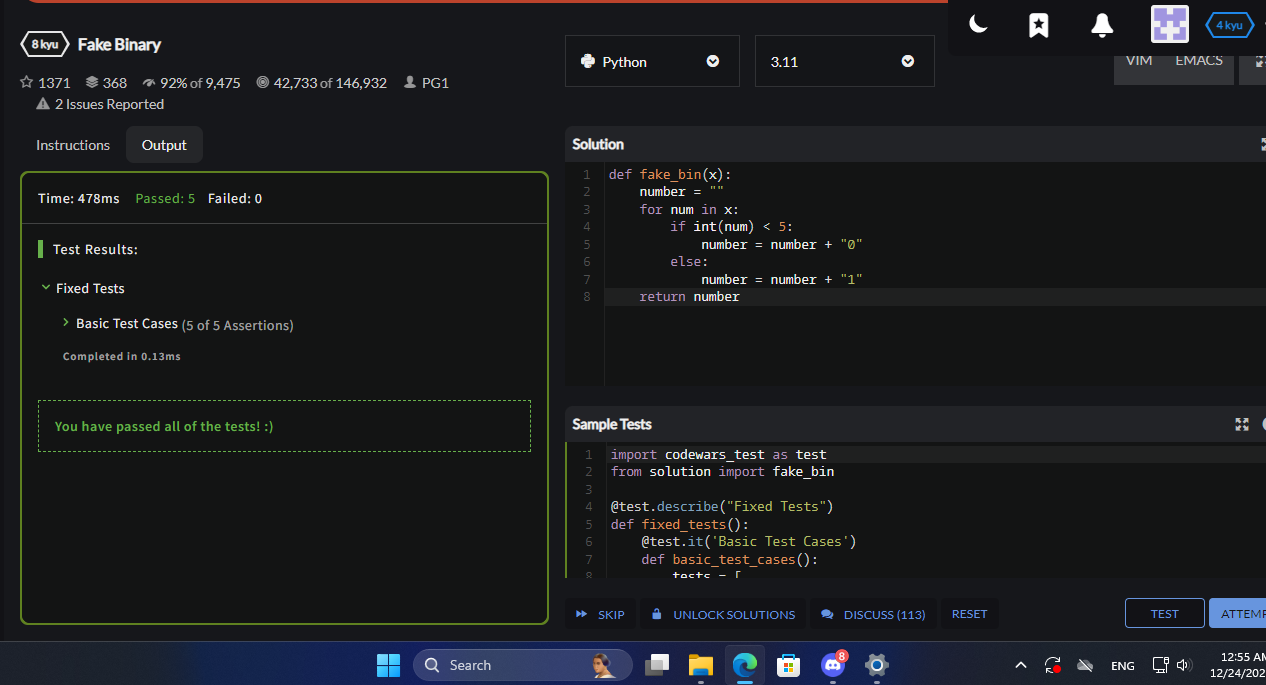 8 kyu Fake Binary
1371 368 92% of 9,475 42,733 of 146,932 PG1
2 Issues Reported
Instructions Output
Time: 478ms Passed: 5 Failed: 0
Test Results:
Fixed Tests
Basic Test Cases (5 of 5 Assertions)
Completed in 0.13ms
You have passed all of the tests! :)
4 kyu
Python 3.11
VIM EMACS
Solution
1 def fake_bin(x):
2 number = ""
3 for num in x:
4 if int(num) < 5:
5 number = number + "0"
6 else:
7 number = number + "1"
8 return number
Sample Tests
1 import codewars_test as test
2 from solution import fake_bin
3
4 @test.describe("Fixed Tests")
5 def fixed_tests():
6 @test.it('Basic Test Cases')
7 def basic_test_cases():
8 tests = [
SKIP UNLOCK SOLUTIONS DISCUSS (113) RESET TEST ATTEMP
Search 8 ENG 12:55 AM
12/24/202